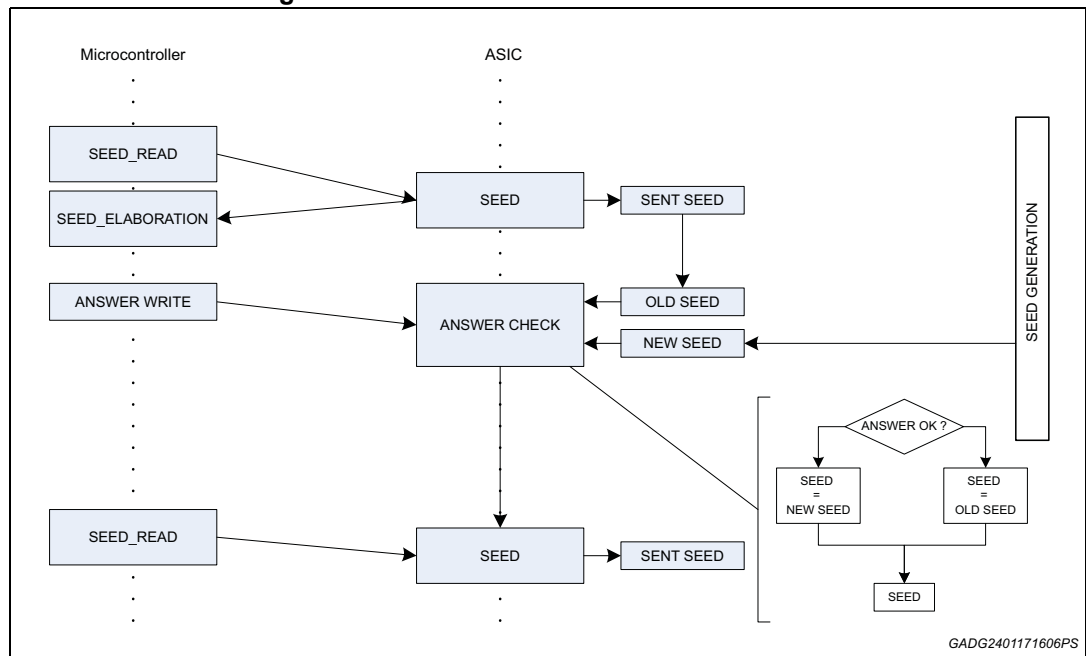 Microcontroller
ASIC
SEED_READ
SEED
SENT SEED
SEED_ELABORATION
SEED GENERATION
ANSWER WRITE
ANSWER CHECK
OLD SEED
NEW SEED
ANSWER OK ?
SEED
=
NEW SEED
SEED
=
OLD SEED
SEED_READ
SEED
SENT SEED
SEED
GADG2401171606PS